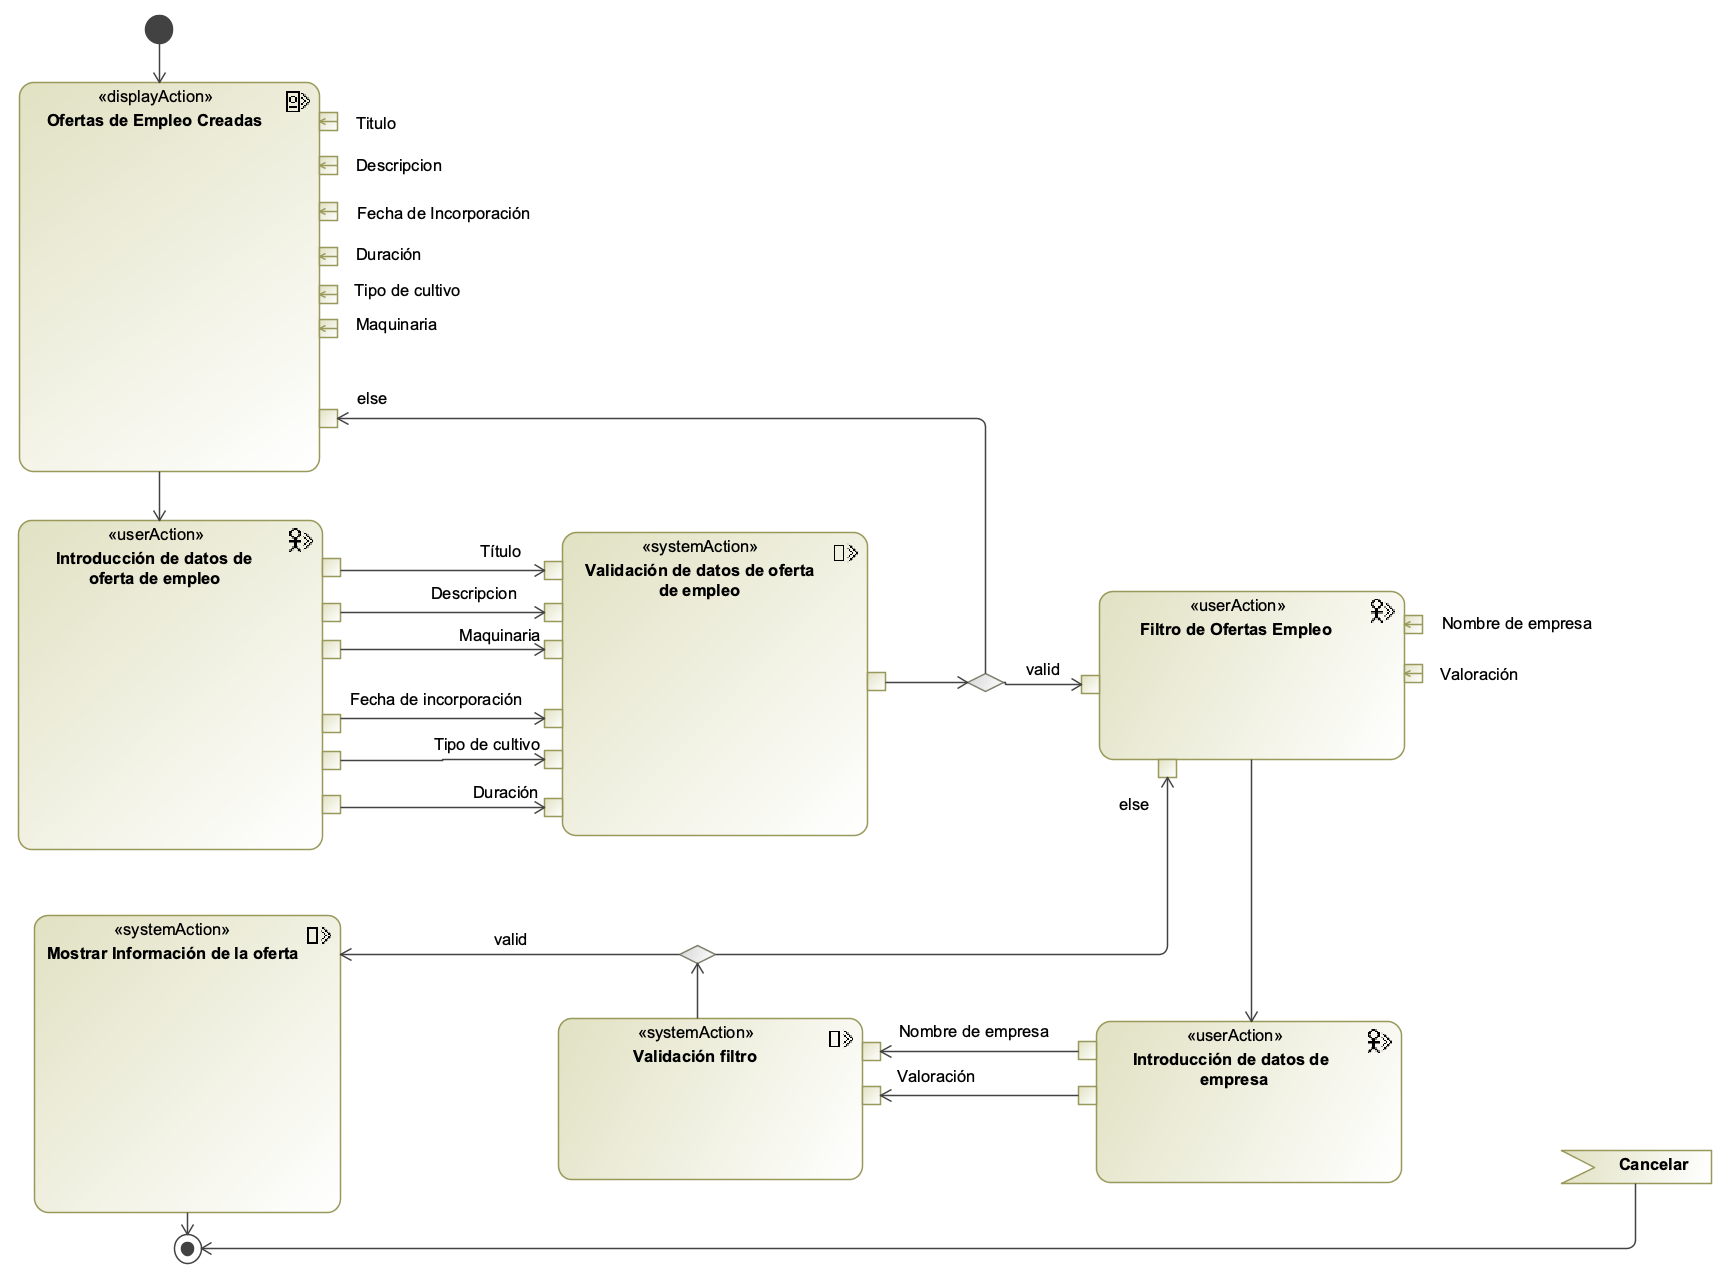 «displayAction»
Ofertas de Empleo Creadas
Titulo
Descripcion
Fecha de Incorporación
Duración
Tipo de cultivo
Maquinaria
else
«userAction»
Introducción de datos de
oferta de empleo
Título
Descripcion
Maquinaria
Fecha de incorporación
Tipo de cultivo
Duración
«systemAction»
Validación de datos de oferta
de empleo
valid
«userAction»
Filtro de Ofertas Empleo
Nombre de empresa
Valoración
else
«systemAction»
Mostrar Información de la oferta
valid
«systemAction»
Validación filtro
Nombre de empresa
Valoración
«userAction»
Introducción de datos de
empresa
Cancelar